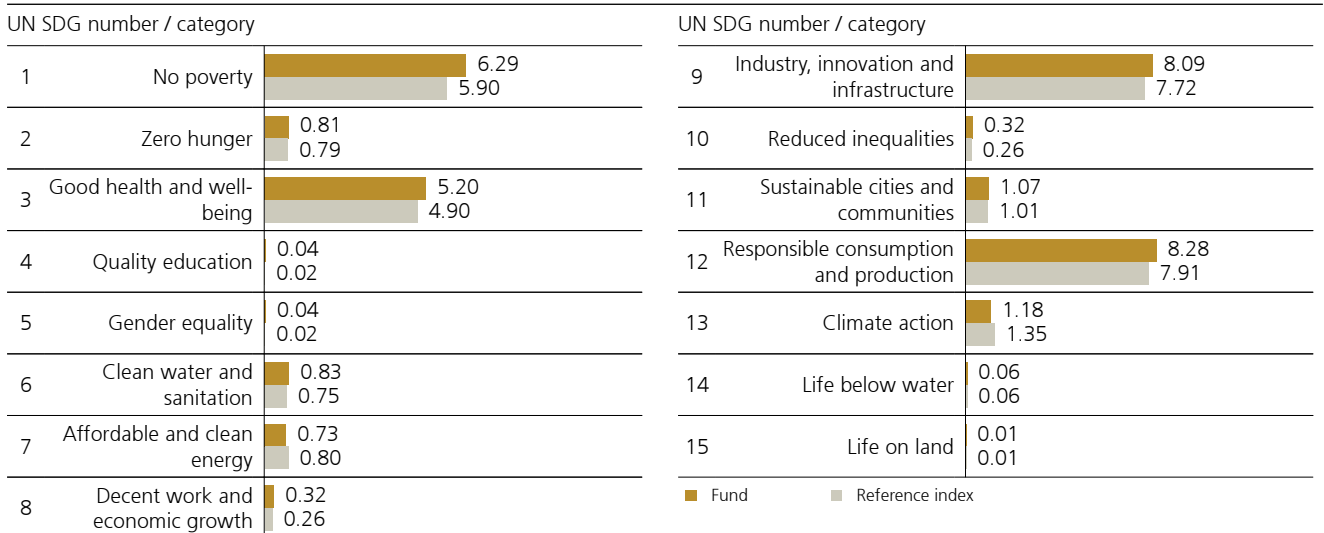 UN SDG number / category
1 No poverty 6.29
5.90
2 Zero hunger 0.81
0.79
3 Good health and well-
being 5.20
4.90
4 Quality education 0.04
0.02
5 Gender equality 0.04
0.02
6 Clean water and
sanitation 0.83
0.75
7 Affordable and clean
energy 0.73
0.80
8 Decent work and
economic growth 0.32
0.26
UN SDG number / category
9 Industry, innovation and
infrastructure 8.09
7.72
10 Reduced inequalities 0.32
0.26
11 Sustainable cities and
communities 1.07
1.01
12 Responsible consumption
and production 8.28
7.91
13 Climate action 1.18
1.35
14 Life below water 0.06
0.06
15 Life on land 0.01
0.01
Fund Reference index